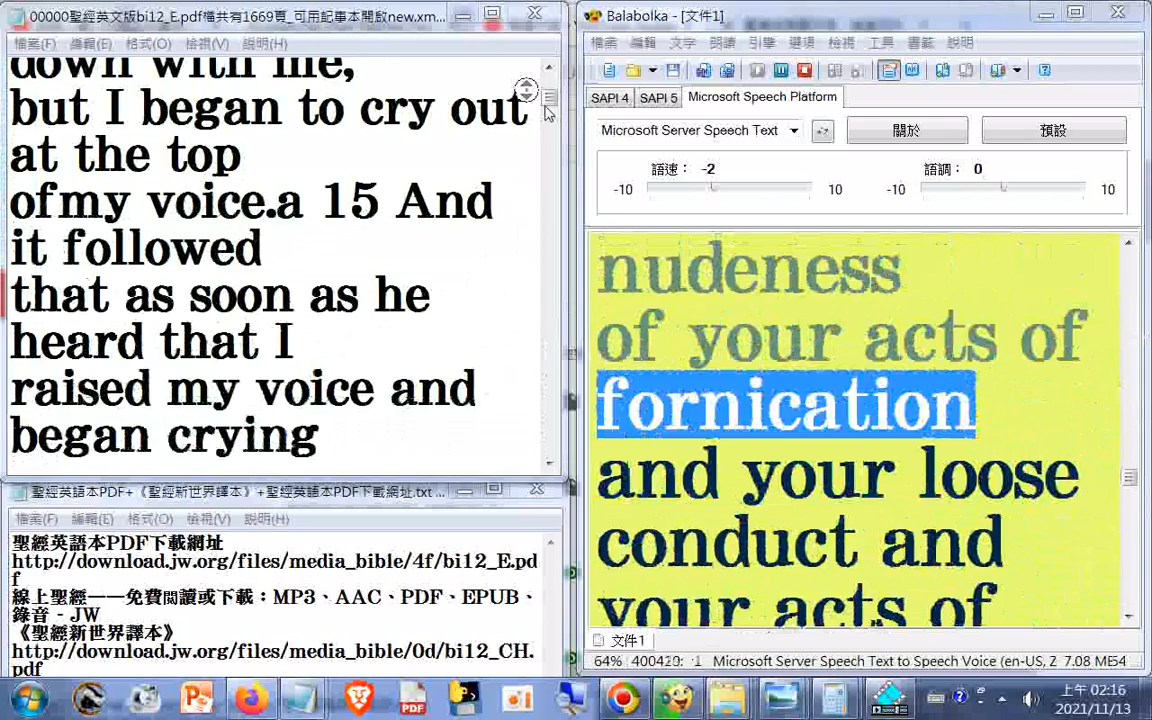 00000聖經英文版bi12_E.pdf檔共有1669頁_可用記事本開啟new.xm...
檔案(F) 編輯(E) 格式(O) 檢視(V) 說明(H)
down with me,
but I began to cry out
at the top
ofmy voice.a 15 And
it followed
that as soon as he
heard that I
raised my voice and
began crying
聖經英語本PDF+《聖經新世界譯本》+聖經英語本PDF下載網址.txt ...
檔案(F) 編輯(E) 格式(O) 檢視(V) 說明(H)
聖經英語本PDF下載網址
http://download.jw.org/files/media_bible/4f/bi12_E.pd
f
線上聖經——免費閱讀或下載：MP3、AAC、PDF、EPUB、
錄音 - JW
《聖經新世界譯本》
http://download.jw.org/files/media_bible/0d/bi12_CH.
pdf
Balabolka - [文件1]
檔案 編輯 文字 朗讀 引擎 選項 檢視 工具 書籤 說明
SAPI 4 SAPI 5 Microsoft Speech Platform
Microsoft Server Speech Text 關於 預設
語速： -2 語調： 0
-10 10 -10 10
nudeness
of your acts of
fornication
and your loose
conduct and
your acts of
文件1
64% 400429: 1 Microsoft Server Speech Text to Speech Voice (en-US, Z 7.08 ME54
PDF
上午 02:16
2021/11/13